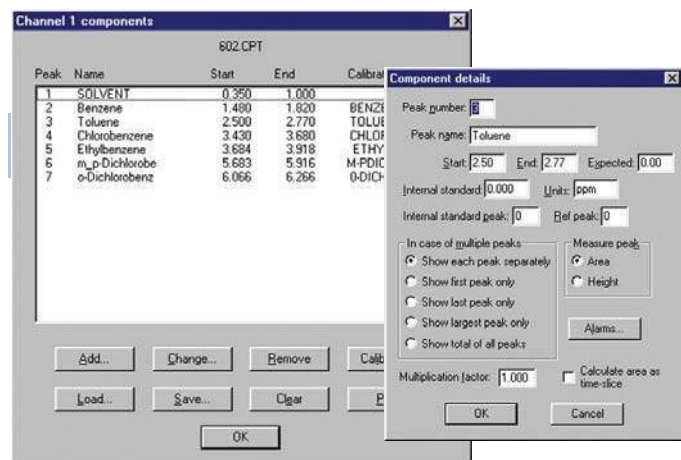 Channel 1 components
602.CPT
Peak Name Start End Calibrat
1 SOLVENT 0.350 1.000
2 Benzene 1.480 1.820 BENZE
3 Toluene 2.500 2.770 TOLUE
4 Chlorobenzene 3.430 3.680 CHLOR
5 Ethylbenzene 3.684 3.918 ETHY
6 m_p-Dichlorobe 5.683 5.916 M-PDIC
7 o-Dichlorobenz 6.066 6.266 0-DICH
Add... Change... Remove Calib
Load... Save... Clear P
OK
Component details
Peak number: 3
Peak name: Toluene
Start: 2.50 End: 2.77 Expected: 0.00
Internal standard: 0.000 Units: ppm
Internal standard peak: 0 Ref peak: 0
In case of multiple peaks
Show each peak separately
Show first peak only
Show last peak only
Show largest peak only
Show total of all peaks
Measure peak
Area
Height
Alarms...
Multiplication factor: 1.000
Calculate area as
time-slice
OK Cancel